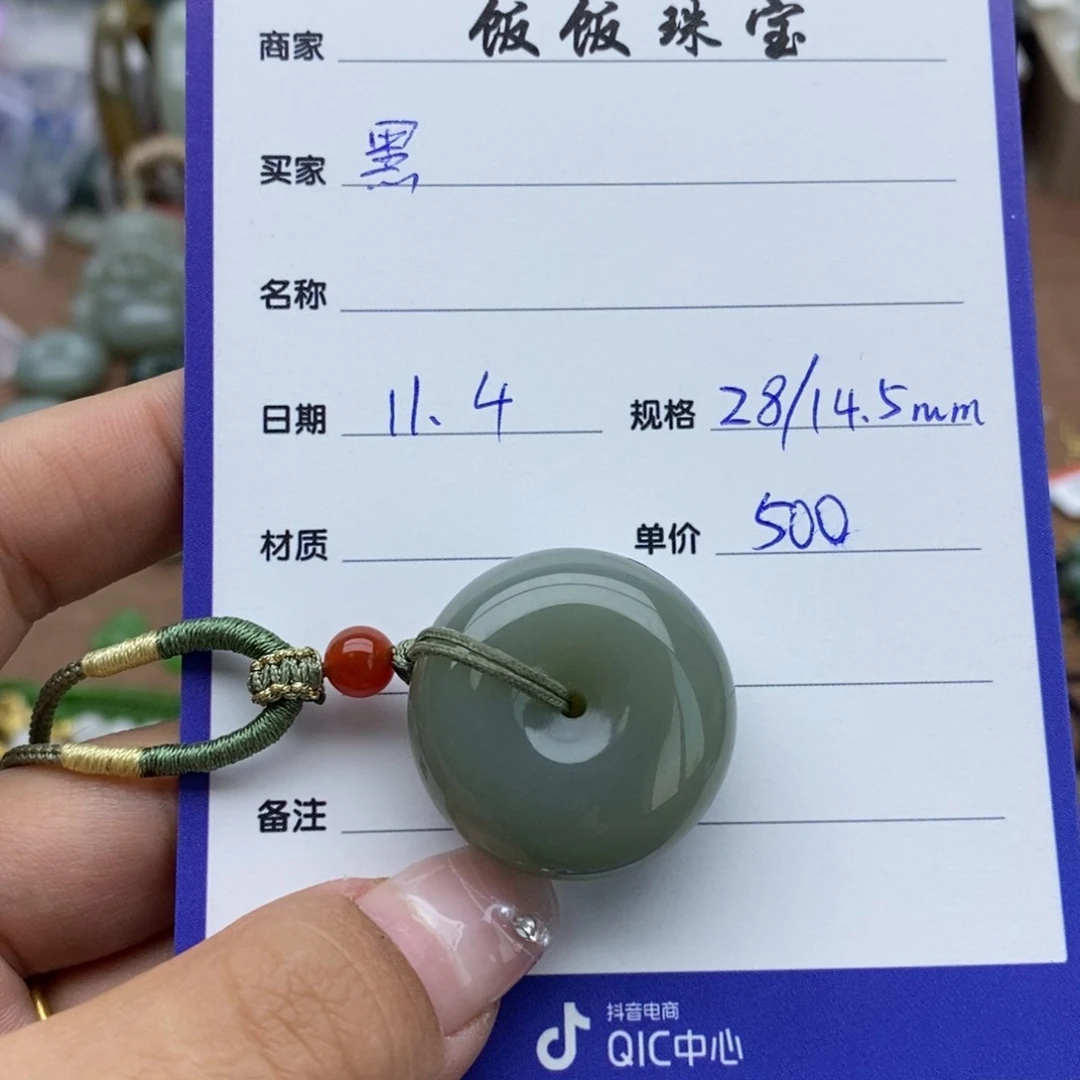 商家 饭饭珠宝
买家 黑
名称
日期 11.4 规格 28/14.5mm
材质 单价 500
备注
抖音电商
QIC中心